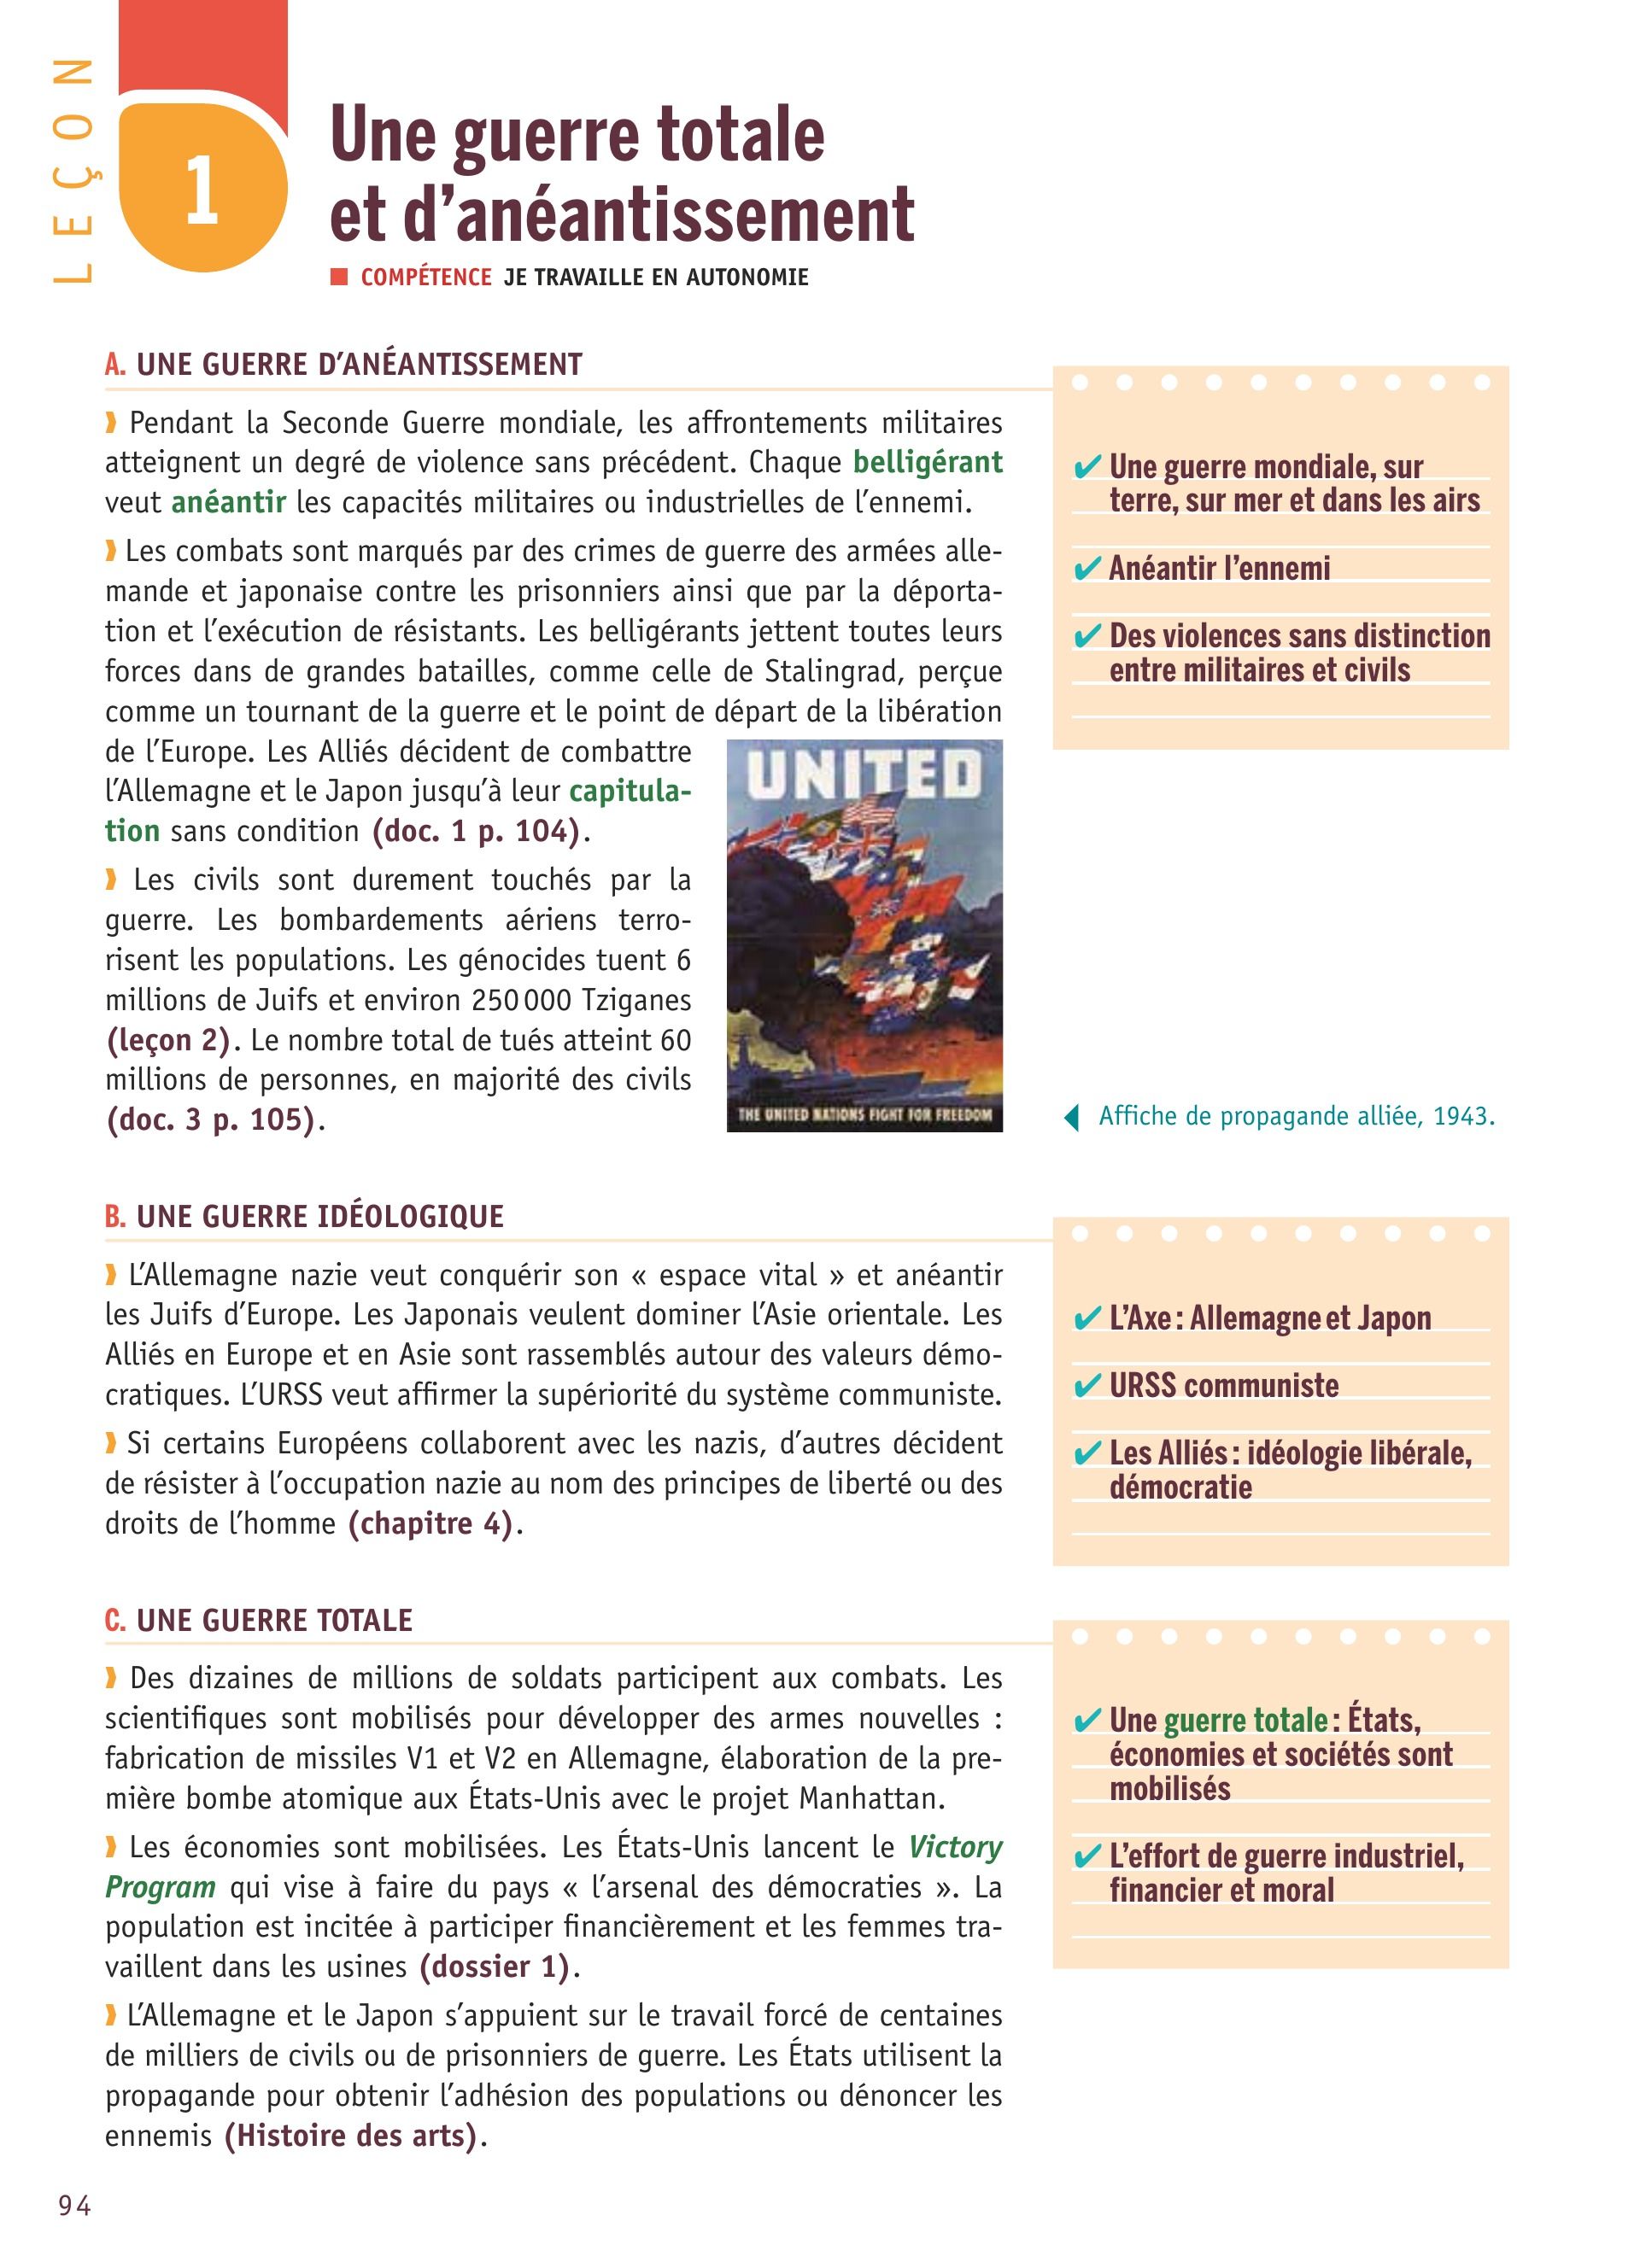 LEÇON
1
Une guerre totale
et d’anéantissement
COMPÉTENCE JE TRAVAILLE EN AUTONOMIE
A. UNE GUERRE D’ANÉANTISSEMENT
Pendant la Seconde Guerre mondiale, les affrontements militaires
atteignent un degré de violence sans précédent. Chaque belligérant
veut anéantir les capacités militaires ou industrielles de l’ennemi.
Les combats sont marqués par des crimes de guerre des armées alle-
mande et japonaise contre les prisonniers ainsi que par la déporta-
tion et l’exécution de résistants. Les belligérants jettent toutes leurs
forces dans de grandes batailles, comme celle de Stalingrad, perçue
comme un tournant de la guerre et le point de départ de la libération
de l’Europe. Les Alliés décident de combattre
l’Allemagne et le Japon jusqu’à leur capitula-
tion sans condition (doc. 1 p. 104).
Les civils sont durement touchés par la
guerre. Les bombardements aériens terro-
risent les populations. Les génocides tuent 6
millions de Juifs et environ 250 000 Tziganes
(leçon 2). Le nombre total de tués atteint 60
millions de personnes, en majorité des civils
(doc. 3 p. 105).
UNITED
THE UNITED NATIONS FIGHT FOR FREEDOM
✔ Une guerre mondiale, sur
terre, sur mer et dans les airs
✔ Anéantir l’ennemi
✔ Des violences sans distinction
entre militaires et civils
◀ Affiche de propagande alliée, 1943.
B. UNE GUERRE IDÉOLOGIQUE
L’Allemagne nazie veut conquérir son « espace vital » et anéantir
les Juifs d’Europe. Les Japonais veulent dominer l’Asie orientale. Les
Alliés en Europe et en Asie sont rassemblés autour des valeurs démo-
cratiques. L’URSS veut affirmer la supériorité du système communiste.
Si certains Européens collaborent avec les nazis, d’autres décident
de résister à l’occupation nazie au nom des principes de liberté ou des
droits de l’homme (chapitre 4).
✔ L’Axe : Allemagne et Japon
✔ URSS communiste
✔ Les Alliés : idéologie libérale,
démocratie
C. UNE GUERRE TOTALE
Des dizaines de millions de soldats participent aux combats. Les
scientifiques sont mobilisés pour développer des armes nouvelles :
fabrication de missiles V1 et V2 en Allemagne, élaboration de la pre-
mière bombe atomique aux États-Unis avec le projet Manhattan.
Les économies sont mobilisées. Les États-Unis lancent le Victory
Program qui vise à faire du pays « l’arsenal des démocraties ». La
population est incitée à participer financièrement et les femmes tra-
vaillent dans les usines (dossier 1).
L’Allemagne et le Japon s’appuient sur le travail forcé de centaines
de milliers de civils ou de prisonniers de guerre. Les États utilisent la
propagande pour obtenir l’adhésion des populations ou dénoncer les
ennemis (Histoire des arts).
✔ Une guerre totale : États,
économies et sociétés sont
mobilisés
✔ L’effort de guerre industriel,
financier et moral
94